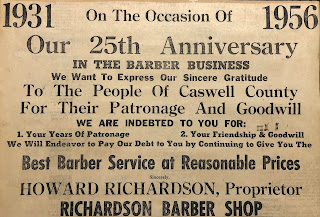 1931 On The Occasion Of 1956
Our 25th Anniversary
IN THE BARBER BUSINESS
We Want To Express Our Sincere Gratitude
To The People Of Caswell County
For Their Patronage And Goodwill
WE ARE INDEBTED TO YOU FOR:
1. Your Years Of Patronage 2. Your Friendship & Goodwill
We Will Endeavor to Pay Our Debt to You by Continuing to Give You The
Best Barber Service at Reasonable Prices
Sincerely,
HOWARD RICHARDSON, Proprietor
RICHARDSON BARBER SHOP